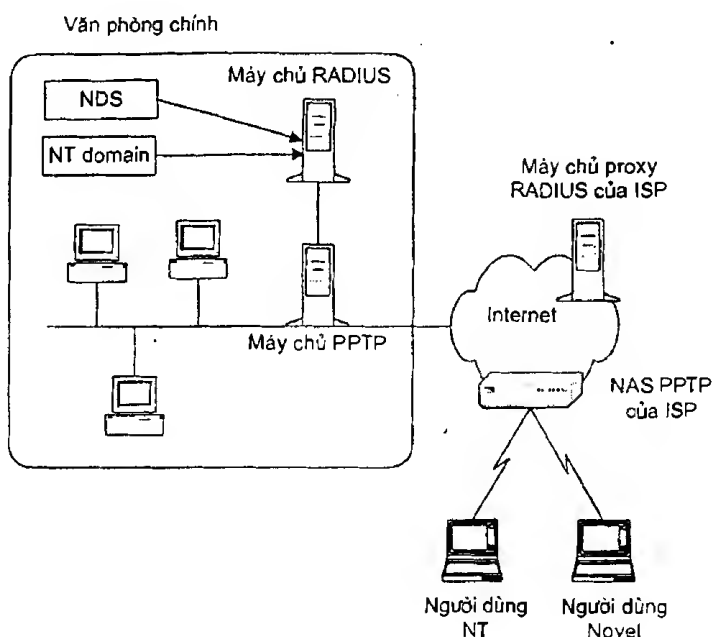 Văn phòng chính
Máy chủ RADIUS
NDS
NT domain
Máy chủ proxy
RADIUS của ISP
Internet
Máy chủ PPTP
NAS PPTP
của ISP
Người dùng
NT
Người dùng
Novel